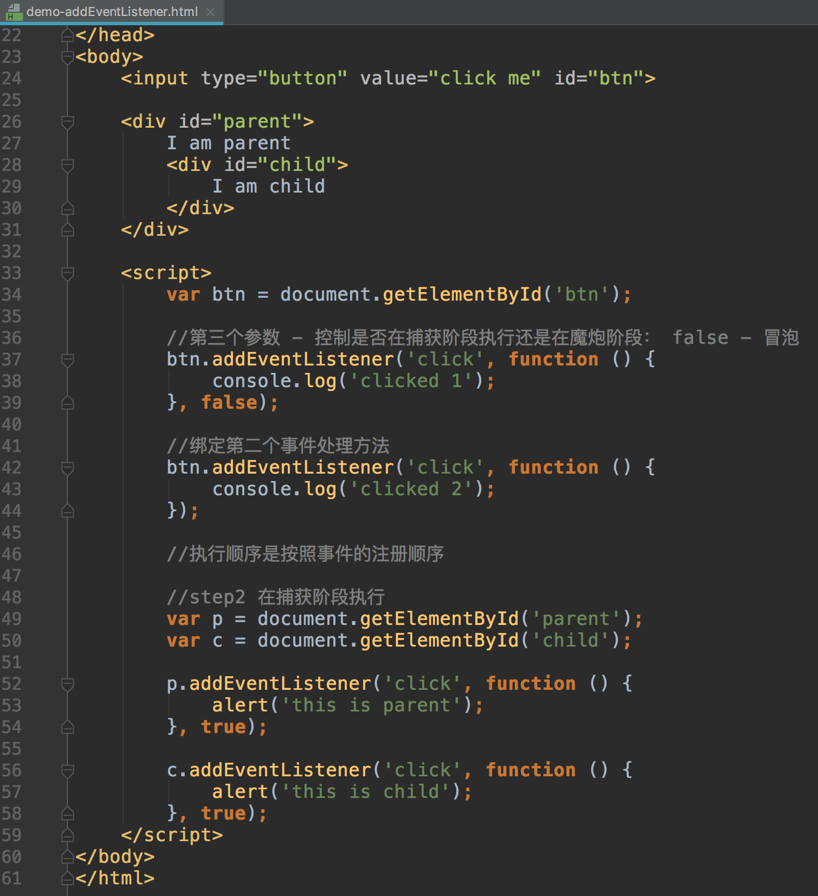 demo-addEventListener.html
22 </head>
23 <body>
24     <input type="button" value="click me" id="btn">
25
26     <div id="parent">
27         I am parent
28         <div id="child">
29             I am child
30         </div>
31     </div>
32
33     <script>
34         var btn = document.getElementById('btn');
35
36         //第三个参数 - 控制是否在捕获阶段执行还是在魔炮阶段： false - 冒泡
37         btn.addEventListener('click', function () {
38             console.log('clicked 1');
39         }, false);
40
41         //绑定第二个事件处理方法
42         btn.addEventListener('click', function () {
43             console.log('clicked 2');
44         });
45
46         //执行顺序是按照事件的注册顺序
47
48         //step2 在捕获阶段执行
49         var p = document.getElementById('parent');
50         var c = document.getElementById('child');
51
52         p.addEventListener('click', function () {
53             alert('this is parent');
54         }, true);
55
56         c.addEventListener('click', function () {
57             alert('this is child');
58         }, true);
59     </script>
60 </body>
61 </html>